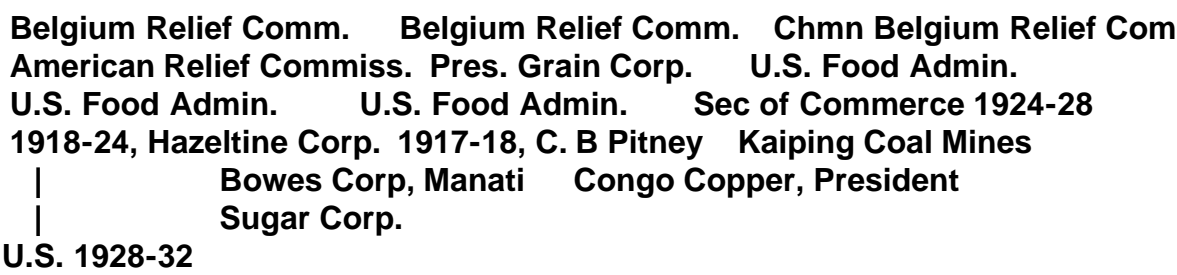 Belgium Relief Comm. Belgium Relief Comm. Chmn Belgium Relief Com
American Relief Commiss. Pres. Grain Corp. U.S. Food Admin.
U.S. Food Admin. U.S. Food Admin. Sec of Commerce 1924-28
1918-24, Hazeltine Corp. 1917-18, C. B Pitney Kaiping Coal Mines
| Bowes Corp, Manati Congo Copper, President
| Sugar Corp.
U.S. 1928-32